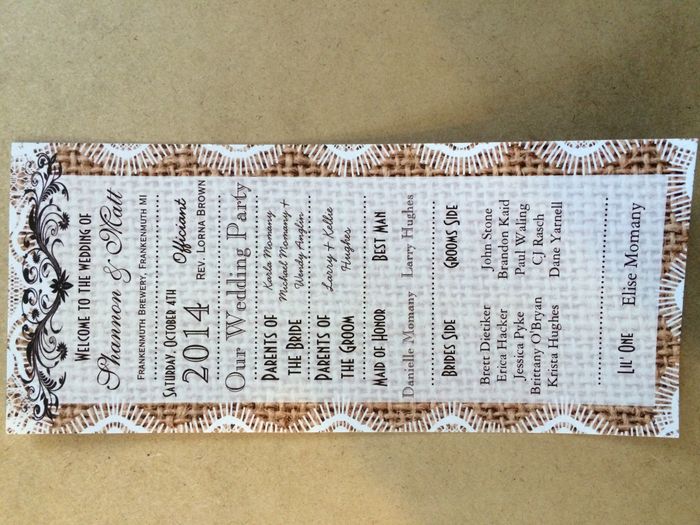 WELCOME TO THE WEDDING OF
Shannon & Matt
FRANKENMUTH BREWERY, FRANKENMUTH MI
SATURDAY, OCTOBER 4TH
2014
Officiant
REV. LORNA BROWN
Our Wedding Party
PARENTS OF
THE BRIDE
Karla Momany
Michael Momany +
Wendy Anglin
PARENTS OF
THE GROOM
Larry + Kellie
Hughes
MAID OF HONOR
BEST MAN
Danielle Momany
Larry Hughes
BRIDES SIDE
Brett Dietiker
Erica Hacker
Jessica Pyke
Brittany O'Bryan
Krista Hughes
GROOMS SIDE
John Stone
Brandon Kaid
Paul Waling
CJ Rasch
Dane Yarnell
LIL' ONE
Elise Momany